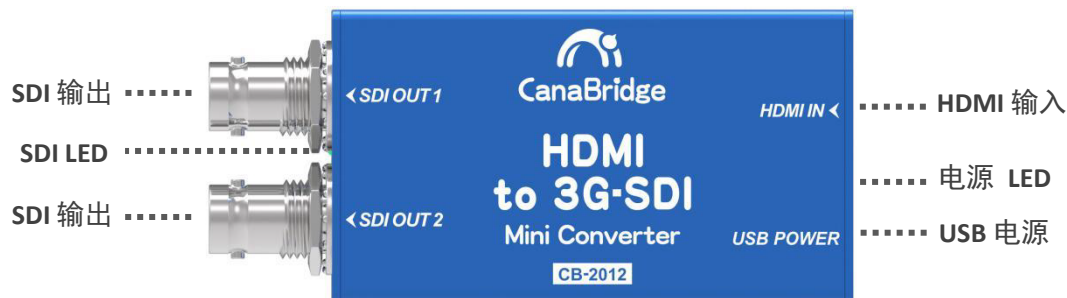 SDI 输出
SDI LED
SDI 输出
<SDI OUT 1
<SDI OUT 2
CanaBridge
HDMI
to 3G-SDI
Mini Converter
CB-2012
HDMI IN <
USB POWER
HDMI 输入
电源 LED
USB 电源